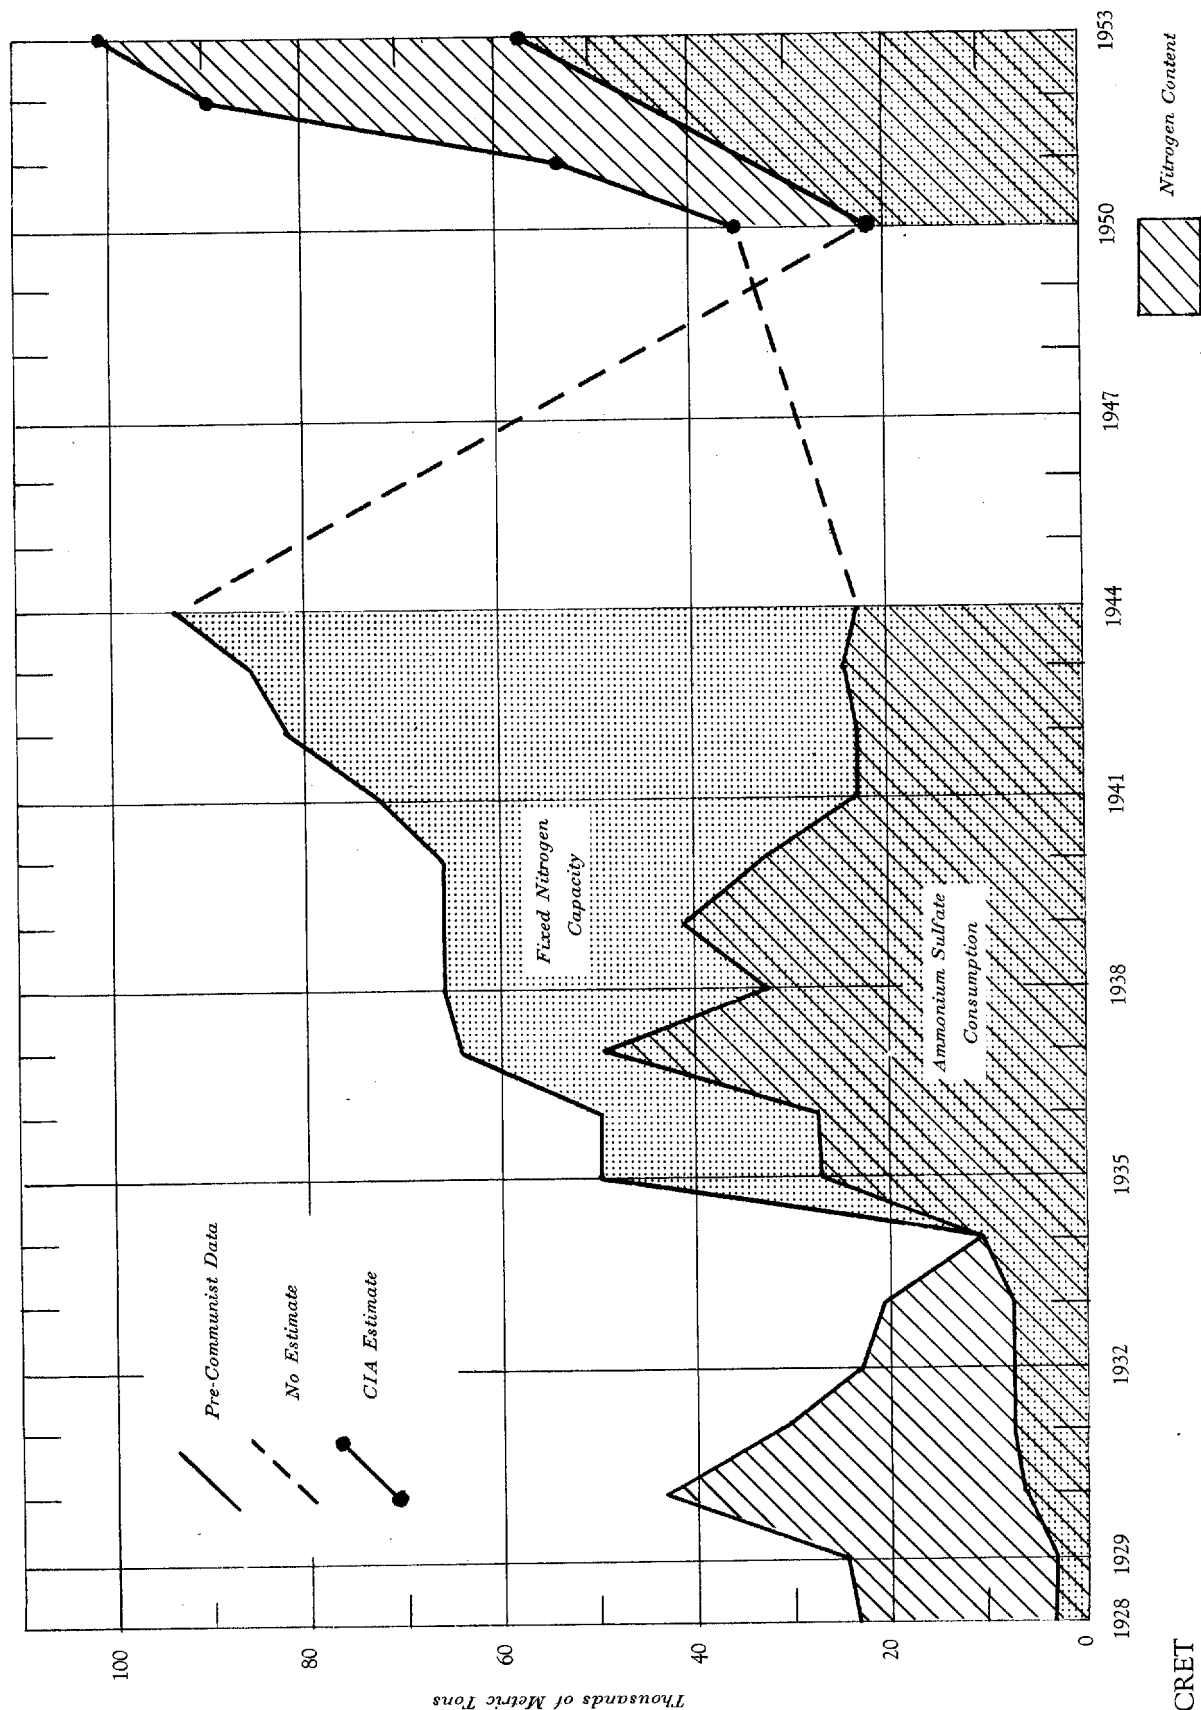 Thousands of Metric Tons
100
80
60
40
20
0
Pre-Communist Data
No Estimate
CIA Estimate
Fixed Nitrogen
Capacity
Ammonium Sulfate
Consumption
1928
1929
1932
1935
1938
1941
1944
1947
1950
1953
Nitrogen Content
CRET